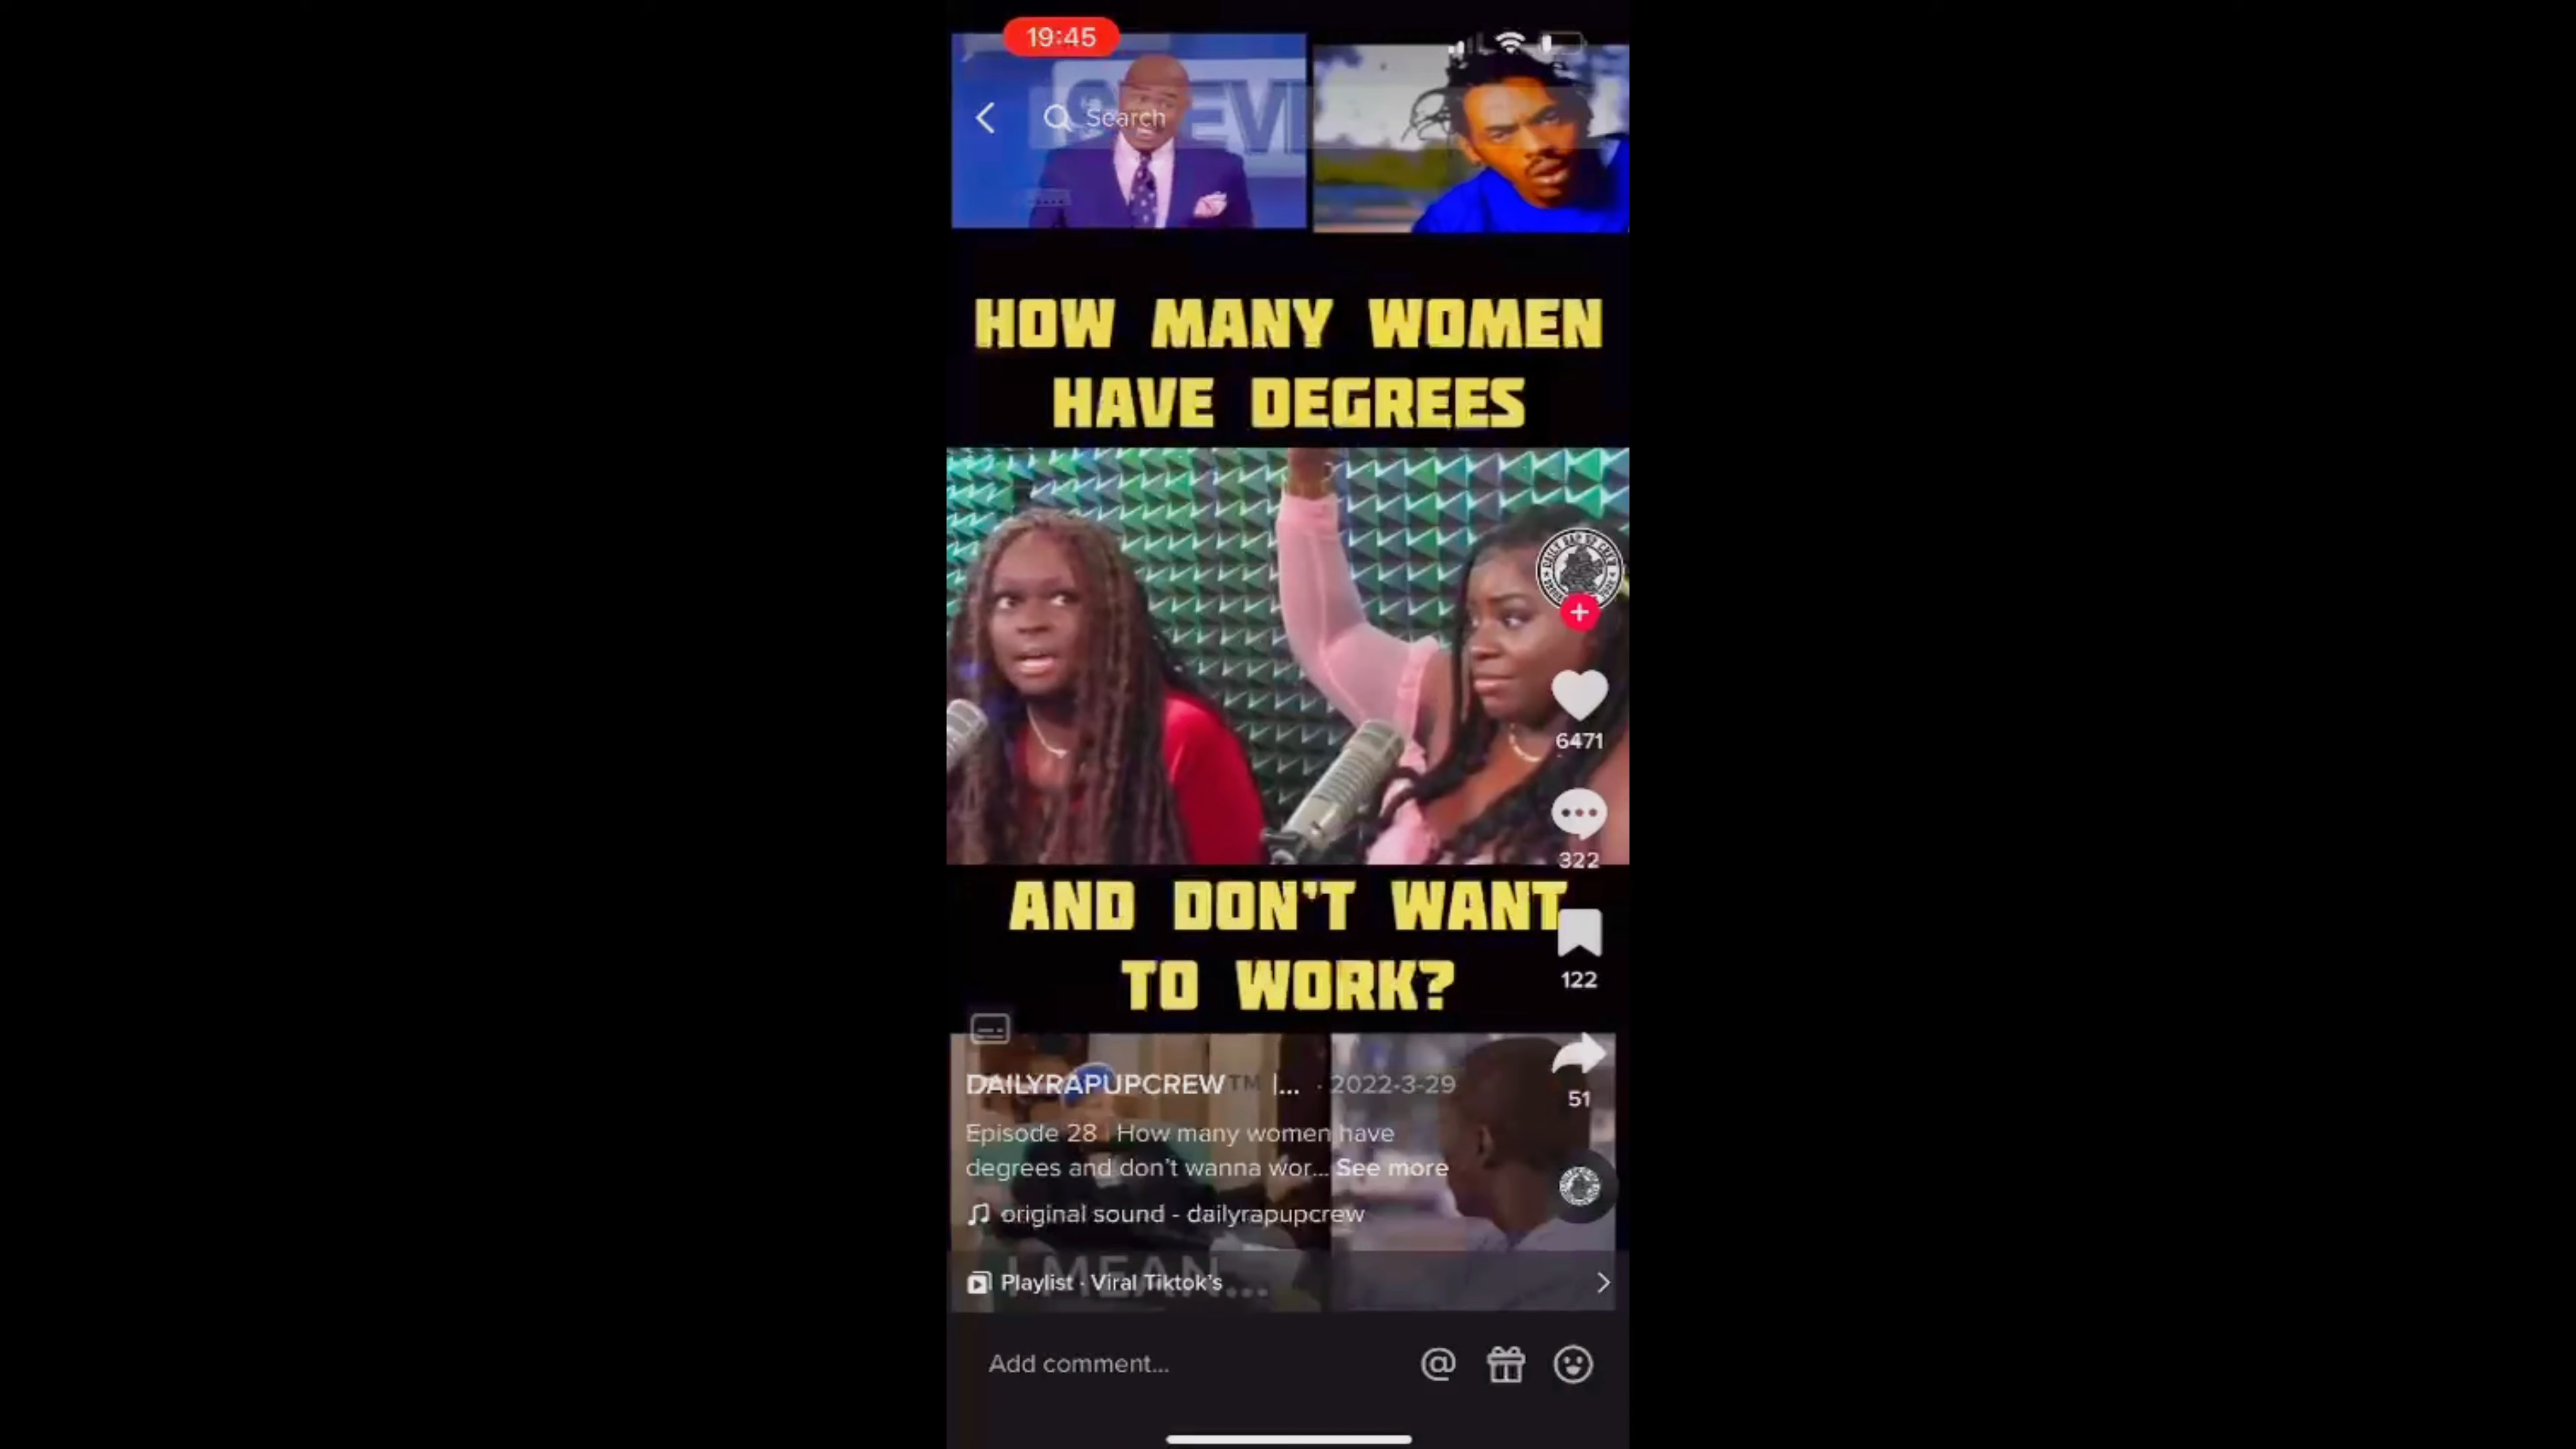 19:45
Search
HOW MANY WOMEN
HAVE DEGREES
6471
322
AND DON'T WANT
TO WORK?
122
DAILYRAPUPCREW™ |... · 2022-3-29
51
Episode 28 | How many women have
degrees and don't wanna wor... See more
original sound - dailyrapupcrew
I MEAN...
Playlist · Viral Tiktok's
Add comment...